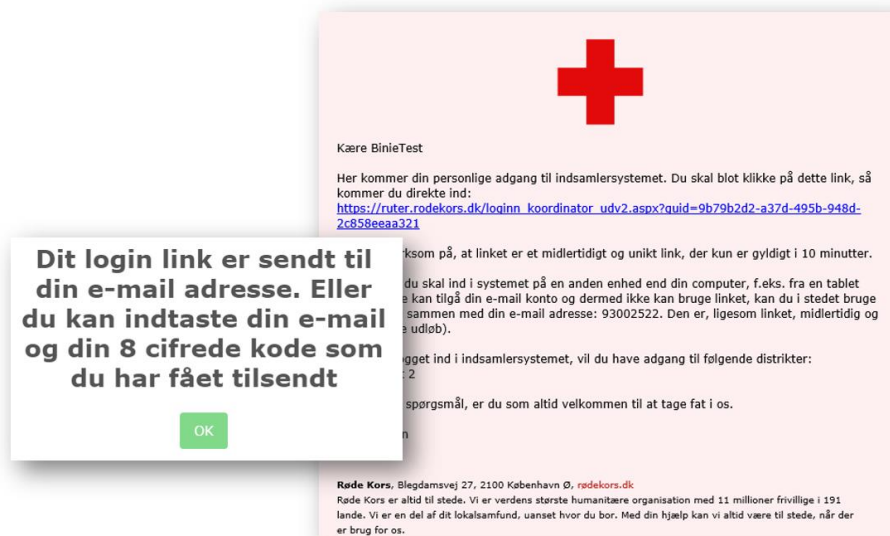 Kære BinieTest
Her kommer din personlige adgang til indsamlersystemet. Du skal blot klikke på dette link, så
kommer du direkte ind:
https://ruter.rodekors.dk/loginn_koordinator_udv2.aspx?guid=9b79b2d2-a37d-495b-948d-
2c858eeaa321
på, at linket er et midlertidigt og unikt link, der kun er gyldigt i 10 minutter.
du skal ind i systemet på en anden enhed end din computer, f.eks. fra en tablet
kan tilgå din e-mail konto og dermed ikke kan bruge linket, kan du i stedet bruge
sammen med din e-mail adresse: 93002522. Den er, ligesom linket, midlertidig og
udløb).
ind i indsamlersystemet, vil du have adgang til følgende distrikter:
2
spørgsmål, er du som altid velkommen til at tage fat i os.
Dit login link er sendt til
din e-mail adresse. Eller
du kan indtaste din e-mail
og din 8 cifrede kode som
du har fået tilsendt
OK
Røde Kors, Blegdamsvej 27, 2100 København Ø, rødekors.dk
Røde Kors er altid til stede. Vi er verdens største humanitære organisation med 11 millioner frivillige i 191
lande. Vi er en del af dit lokalsamfund, uanset hvor du bor. Med din hjælp kan vi altid være til stede, når der
er brug for os.